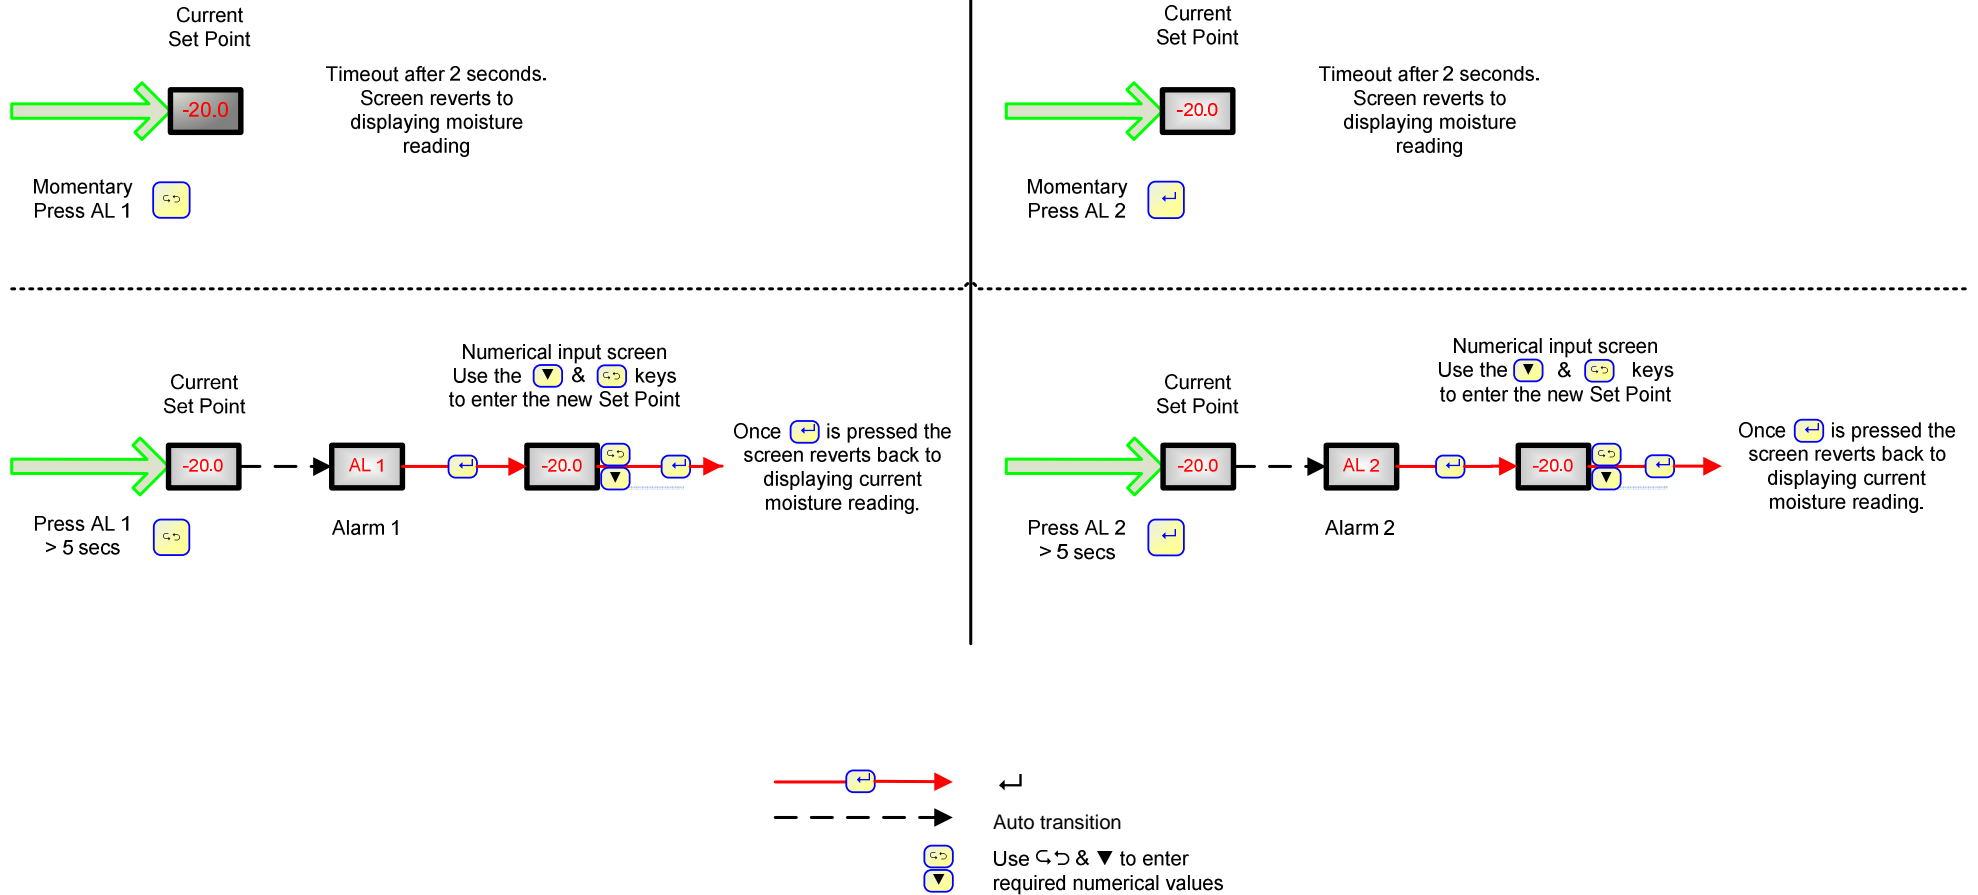 Current
Set Point
-20.0
Timeout after 2 seconds.
Screen reverts to
displaying moisture
reading
Momentary
Press AL 1
Current
Set Point
-20.0
Timeout after 2 seconds.
Screen reverts to
displaying moisture
reading
Momentary
Press AL 2
Current
Set Point
-20.0
AL 1
Alarm 1
Numerical input screen
Use the ▼ & keys
to enter the new Set Point
-20.0
▼
Once ↵ is pressed the
screen reverts back to
displaying current
moisture reading.
Press AL 1
> 5 secs
Current
Set Point
-20.0
AL 2
Alarm 2
Numerical input screen
Use the ▼ & keys
to enter the new Set Point
-20.0
▼
Once ↵ is pressed the
screen reverts back to
displaying current
moisture reading.
Press AL 2
> 5 secs
↵
Auto transition
Use & ▼ to enter
required numerical values